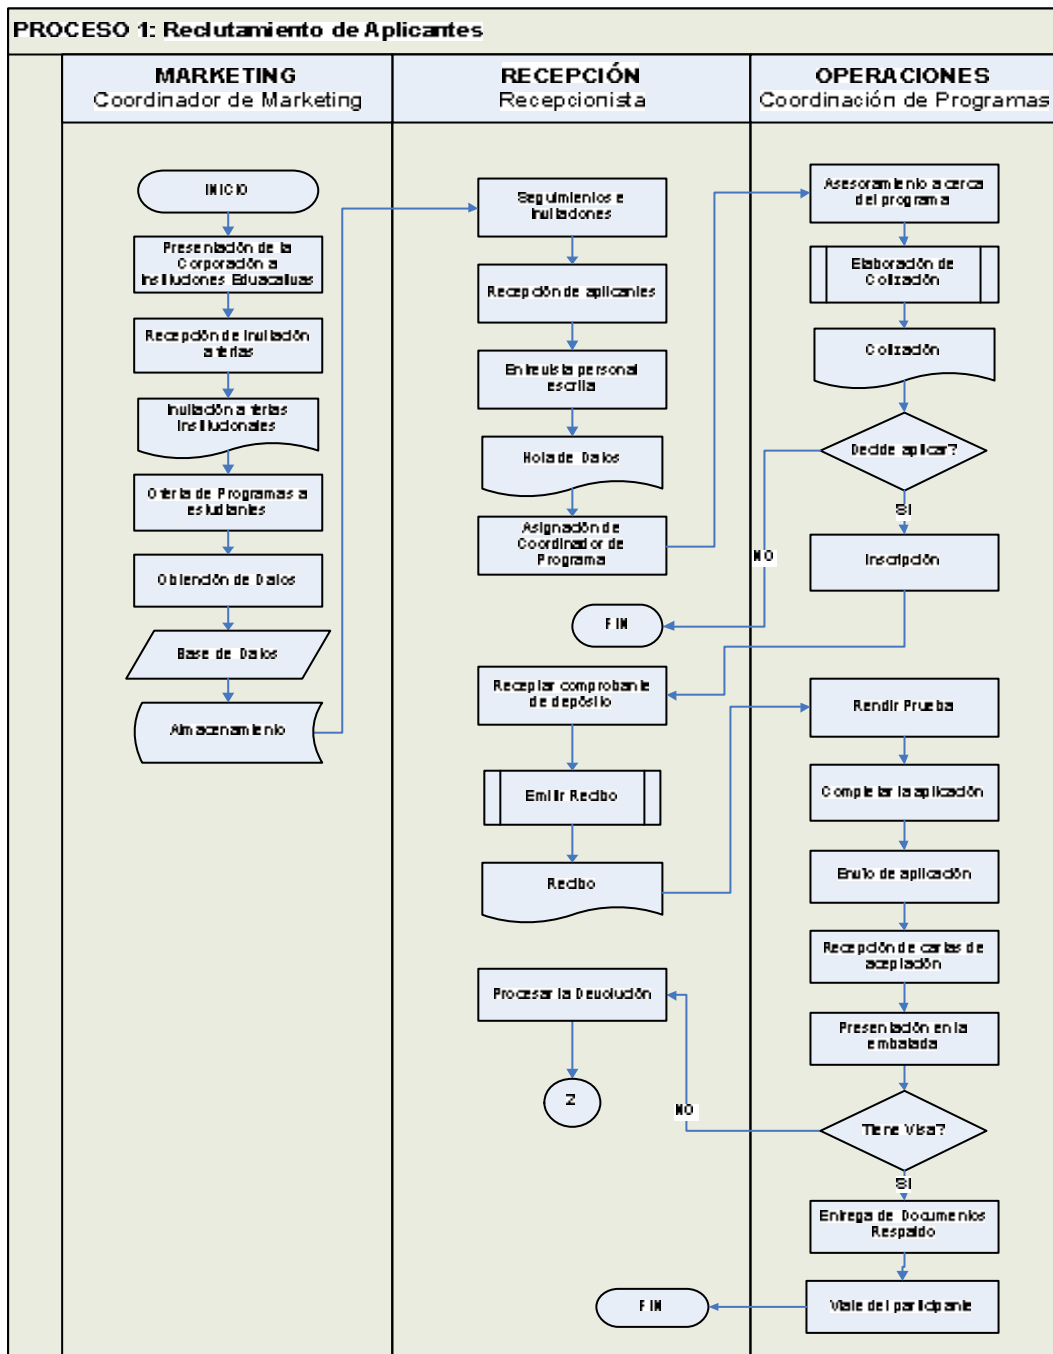 PROCESO 1: Reclutamiento de Aplicantes
MARKETING
Coordinador de Marketing
RECEPCIÓN
Recepcionista
OPERACIONES
Coordinación de Programas
INICIO
Presentación de la
Corporación a
Instituciones Educacativas
Recepción de invitación
a ferias
Invitación a ferias
Institucionales
Oferta de Programas a
estudiantes
Obtención de Datos
Base de Datos
Almacenamiento
Seguimientos e
Invitaciones
Recepción de aplicantes
Entrevista personal
escrita
Hoja de Datos
Asignación de
Coordinador de
Programa
FIN
Receptar comprobante
de depósito
Emitir Recibo
Recibo
Procesar la Devolución
Z
FIN
Asesoramiento a cerca
del programa
Elaboración de
Cotización
Cotización
Decide aplicar?
NO
SI
Inscripción
Rendir Prueba
Completar la aplicación
Envío de aplicación
Recepción de cartas de
aceptación
Presentación en la
embajada
Tiene Visa?
NO
SI
Entrega de Documentos
Respaldo
Viaje del participante